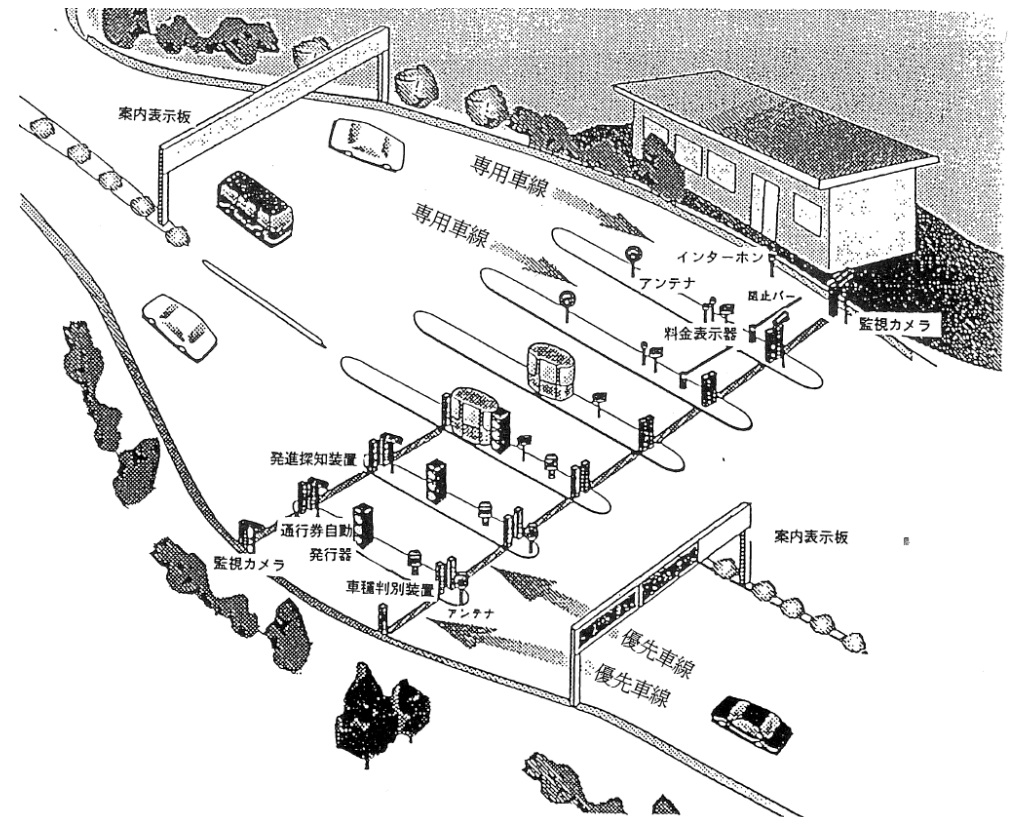 案内表示板
専用車線
専用車線
インターホン
アンテナ
阻止バー
料金表示器
監視カメラ
発進探知装置
通行券自動
発行器
監視カメラ
車種判別装置
アンテナ
案内表示板
優先車線
優先車線